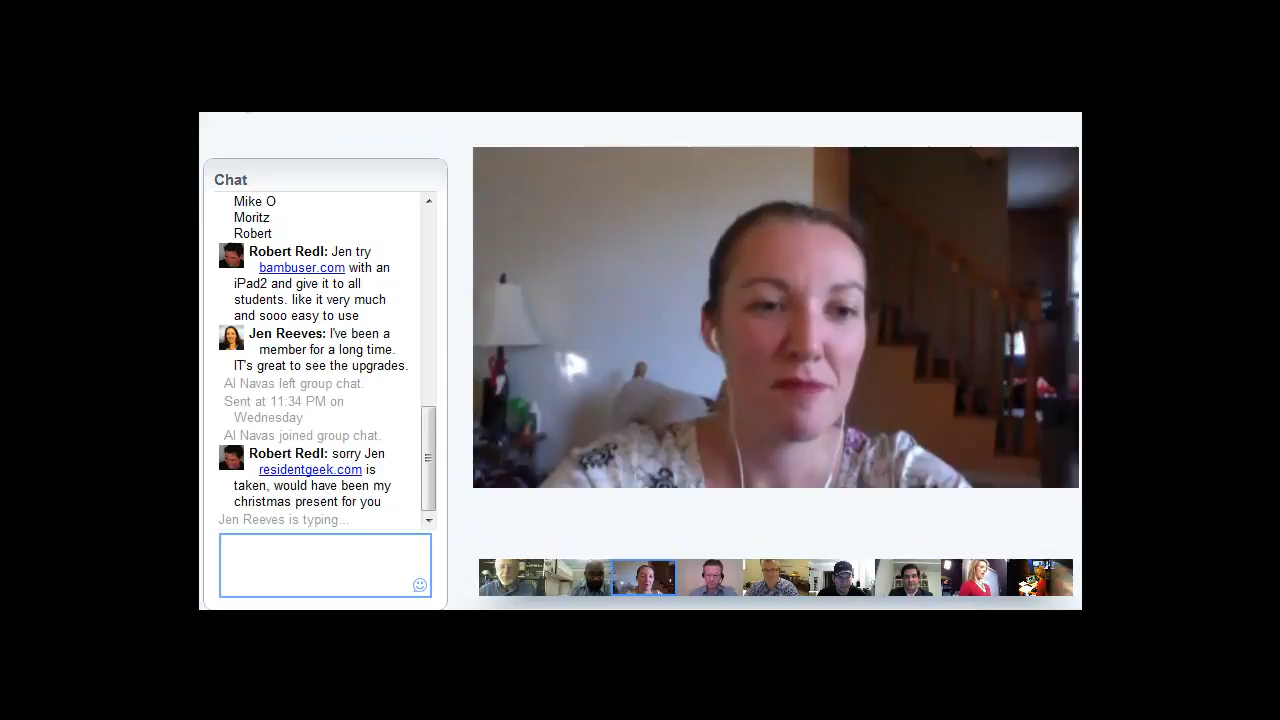 Chat
Mike O
Moritz
Robert
Robert Redl: Jen try
bambuser.com with an
iPad2 and give it to all
students. like it very much
and sooo easy to use
Jen Reeves: I've been a
member for a long time.
IT's great to see the upgrades.
Al Navas left group chat.
Sent at 11:34 PM on
Wednesday
Al Navas joined group chat.
Robert Redl: sorry Jen
residentgeek.com is
taken, would have been my
christmas present for you
Jen Reeves is typing...